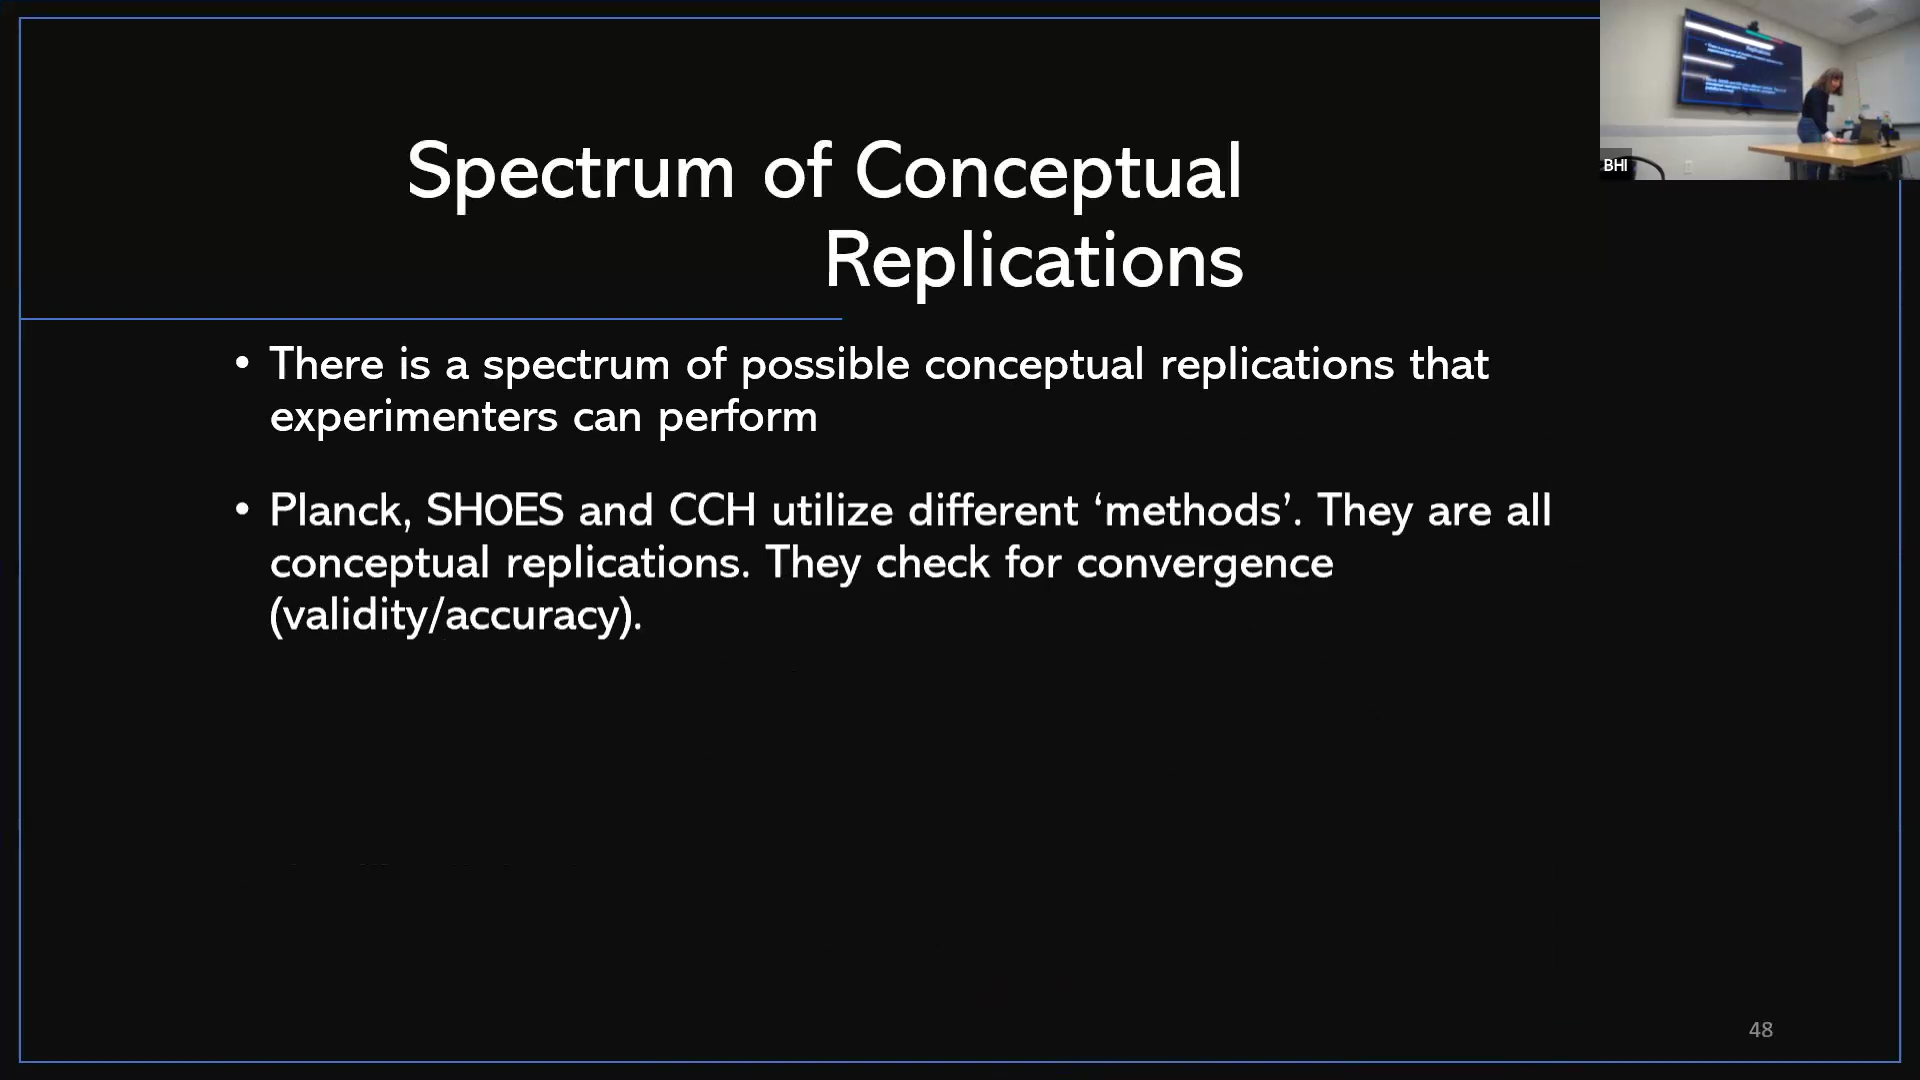 Spectrum of Conceptual
Replications
• There is a spectrum of possible conceptual replications that
experimenters can perform
• Planck, SHOES and CCH utilize different ‘methods’. They are all
conceptual replications. They check for convergence
(validity/accuracy).
BHI
48